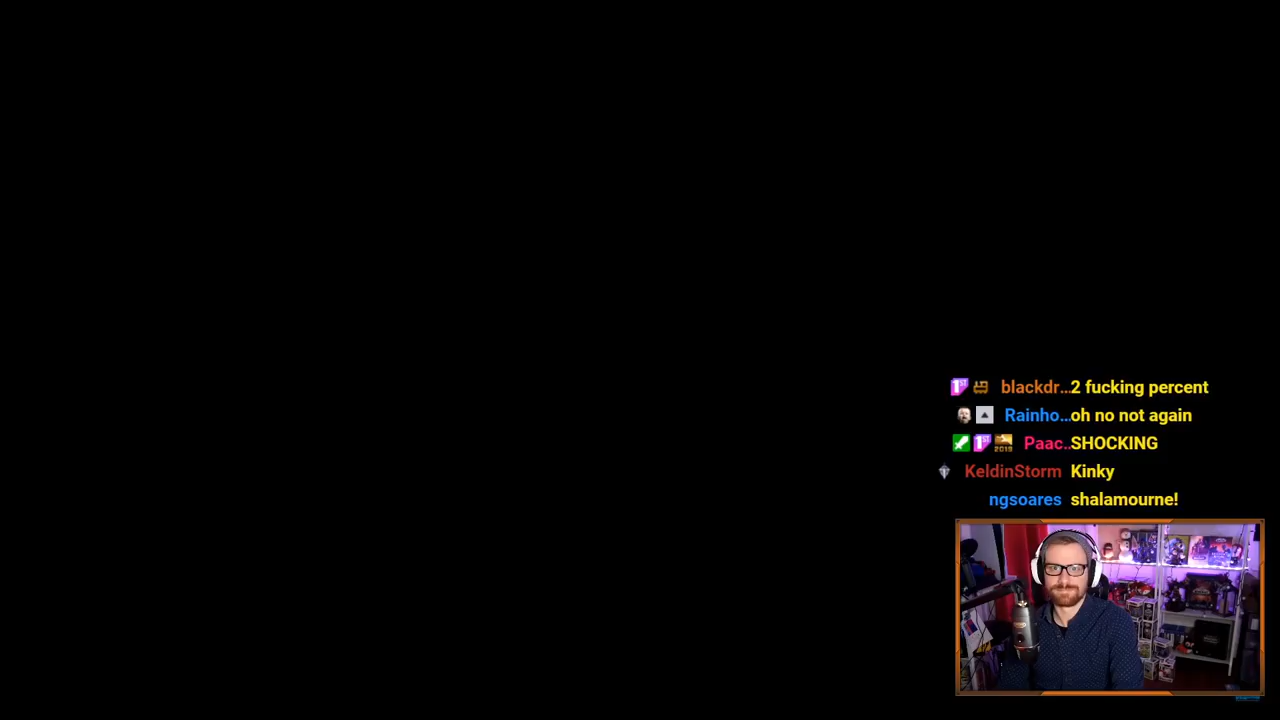 blackdr... 2 fucking percent
Rainho... oh no not again
Paac... SHOCKING
KeldinStorm Kinky
ngsoares shalamourne!